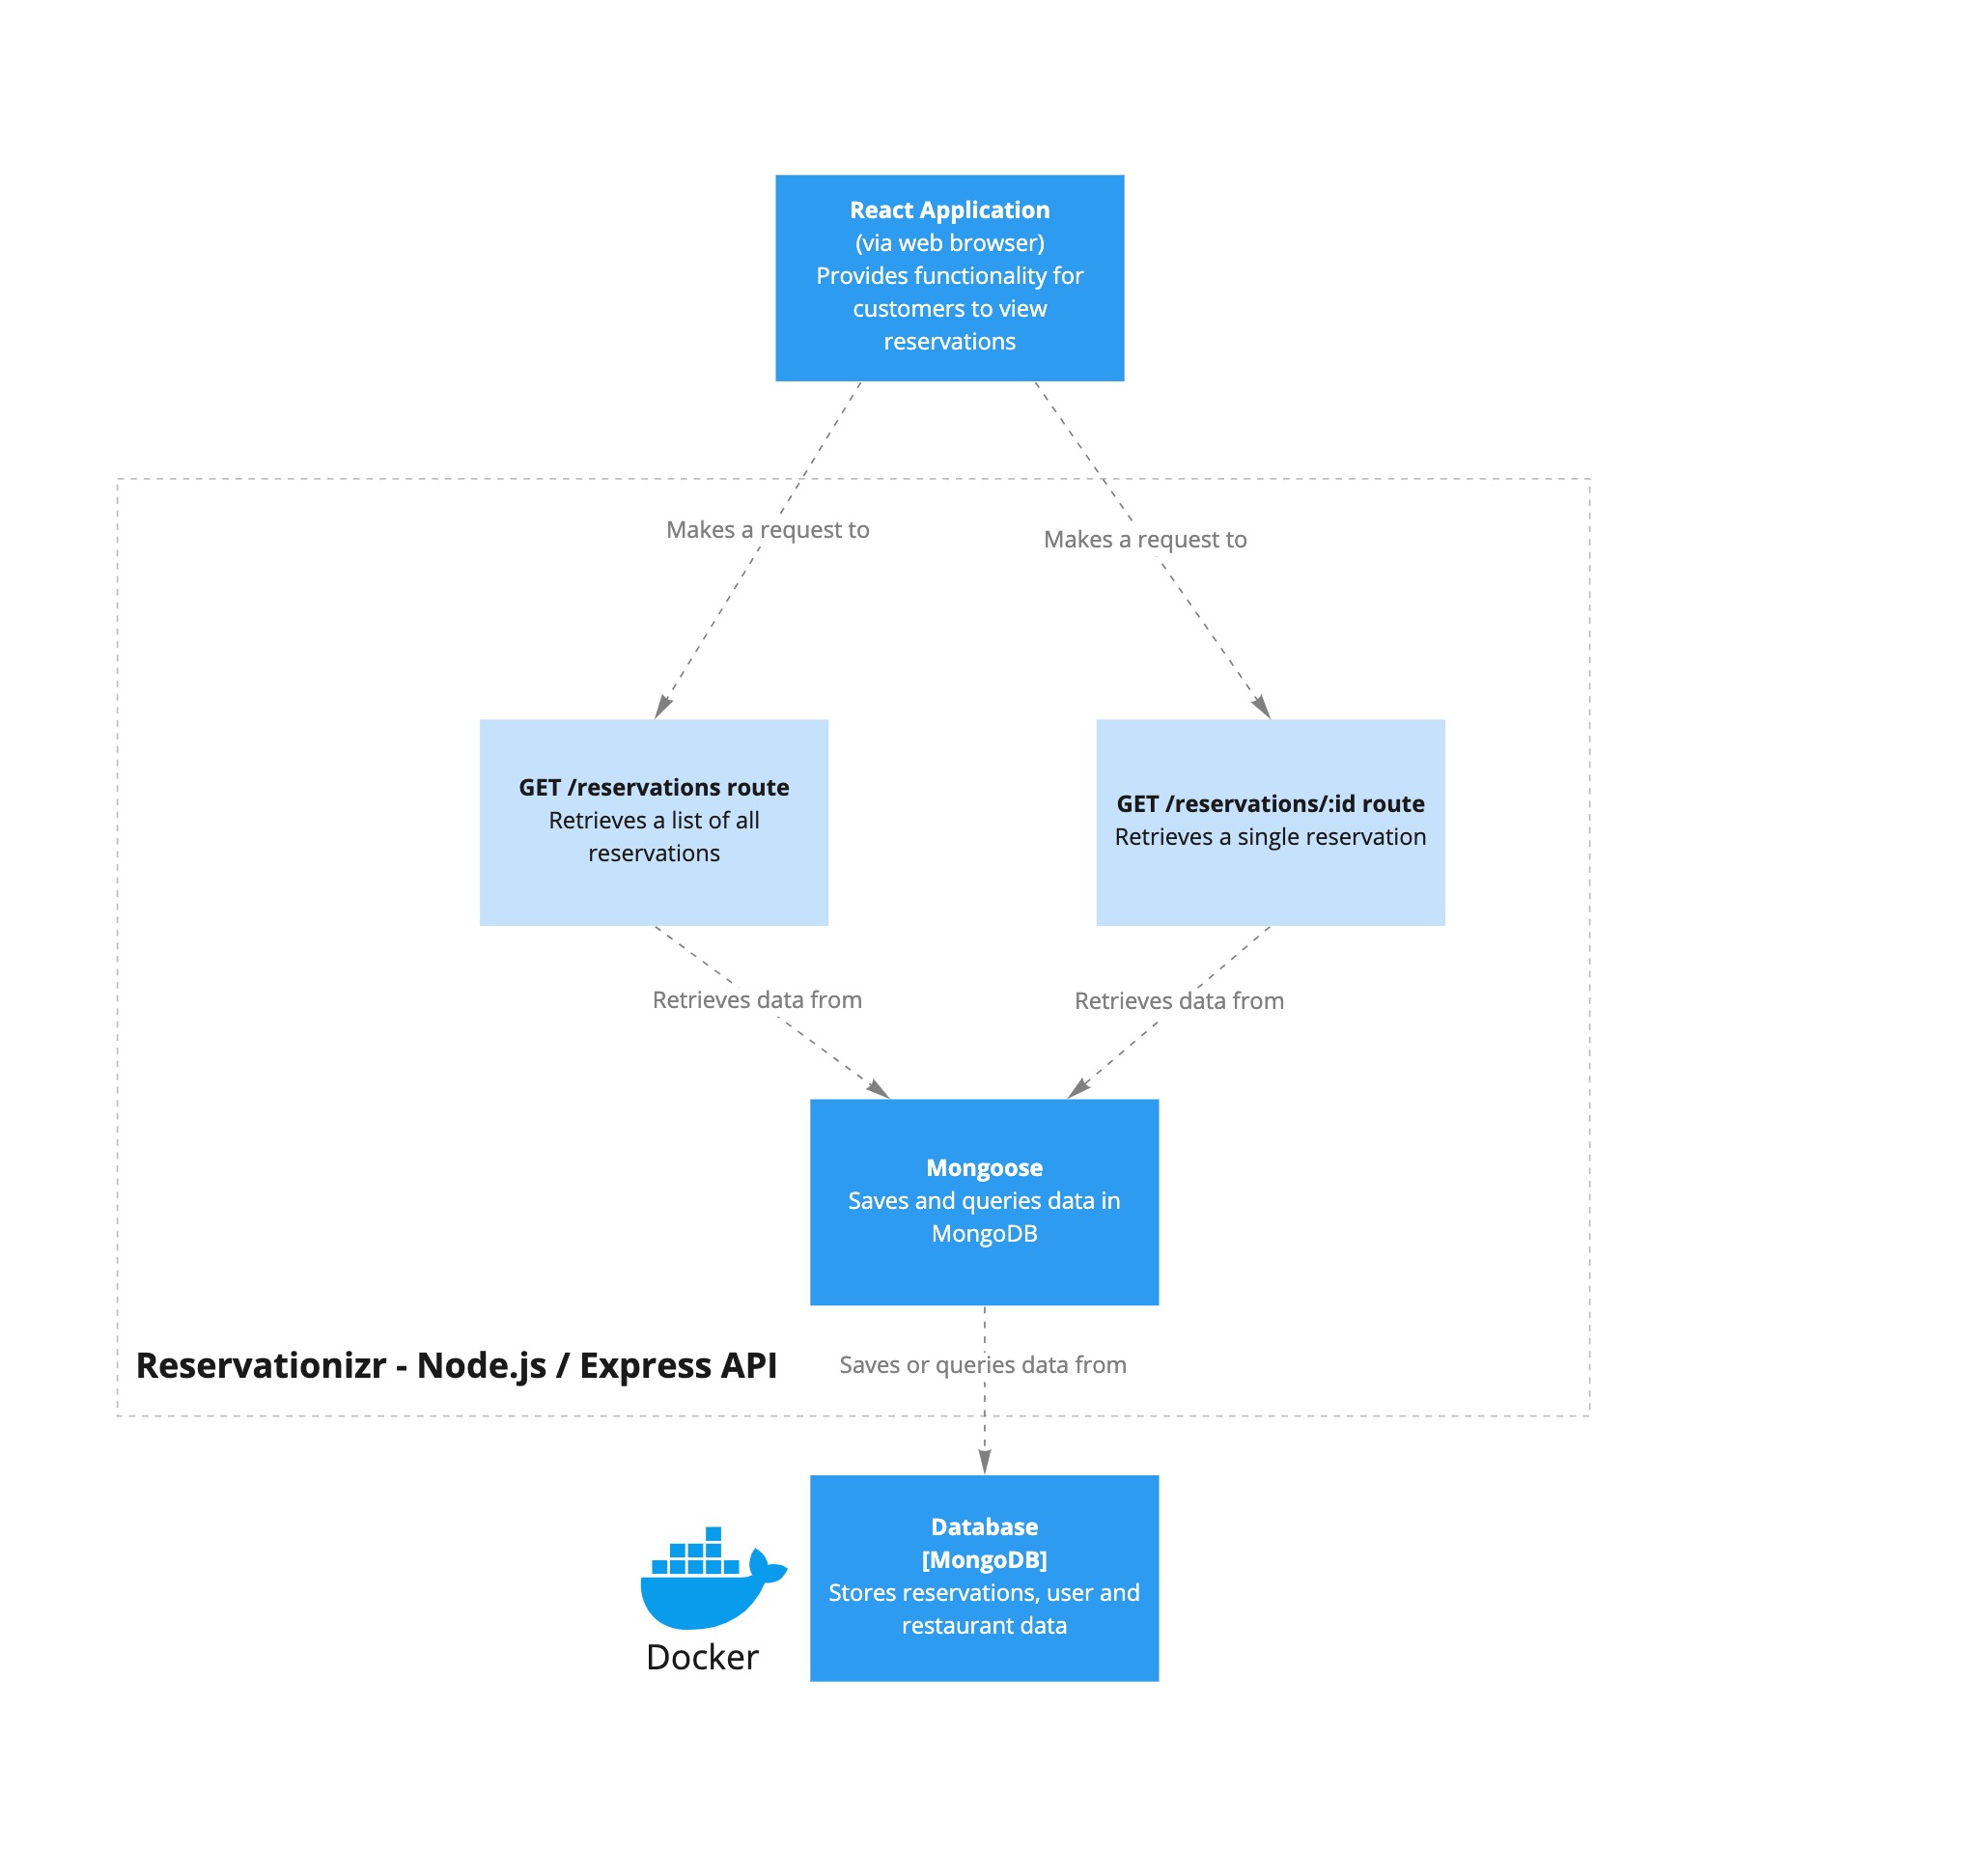 React Application
(via web browser)
Provides functionality for
customers to view
reservations
Makes a request to
Makes a request to
GET /reservations route
Retrieves a list of all
reservations
GET /reservations/:id route
Retrieves a single reservation
Retrieves data from
Retrieves data from
Mongoose
Saves and queries data in
MongoDB
Reservationizr - Node.js / Express API
Saves or queries data from
Database
[MongoDB]
Stores reservations, user and
restaurant data
Docker